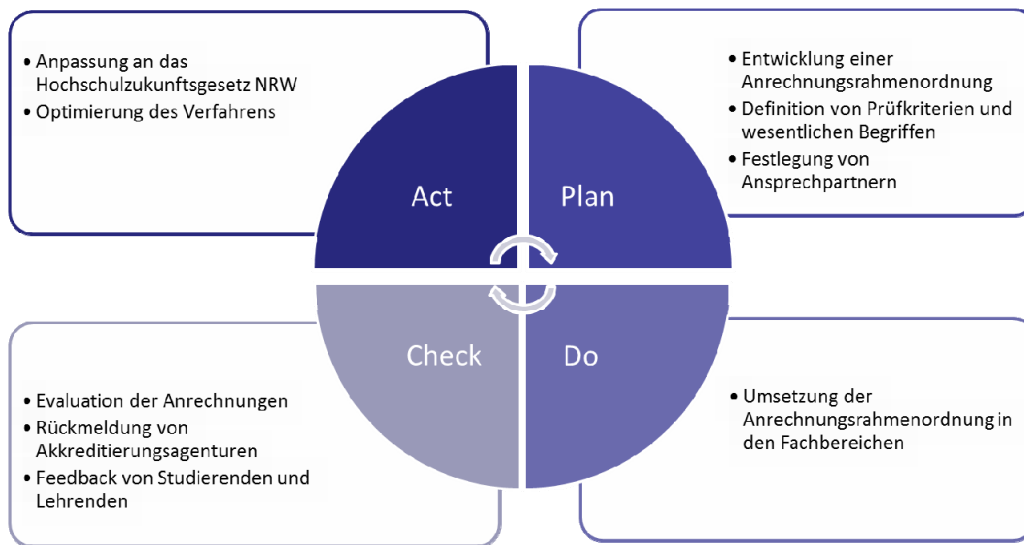 • Anpassung an das
Hochschulzukunftsgesetz NRW
• Optimierung des Verfahrens
• Entwicklung einer
Anrechnungsrahmenordnung
• Definition von Prüfkriterien und
wesentlichen Begriffen
• Festlegung von
Ansprechpartnern
Act
Plan
Check
Do
• Evaluation der Anrechnungen
• Rückmeldung von
Akkreditierungsagenturen
• Feedback von Studierenden und
Lehrenden
• Umsetzung der
Anrechnungsrahmenordnung in
den Fachbereichen